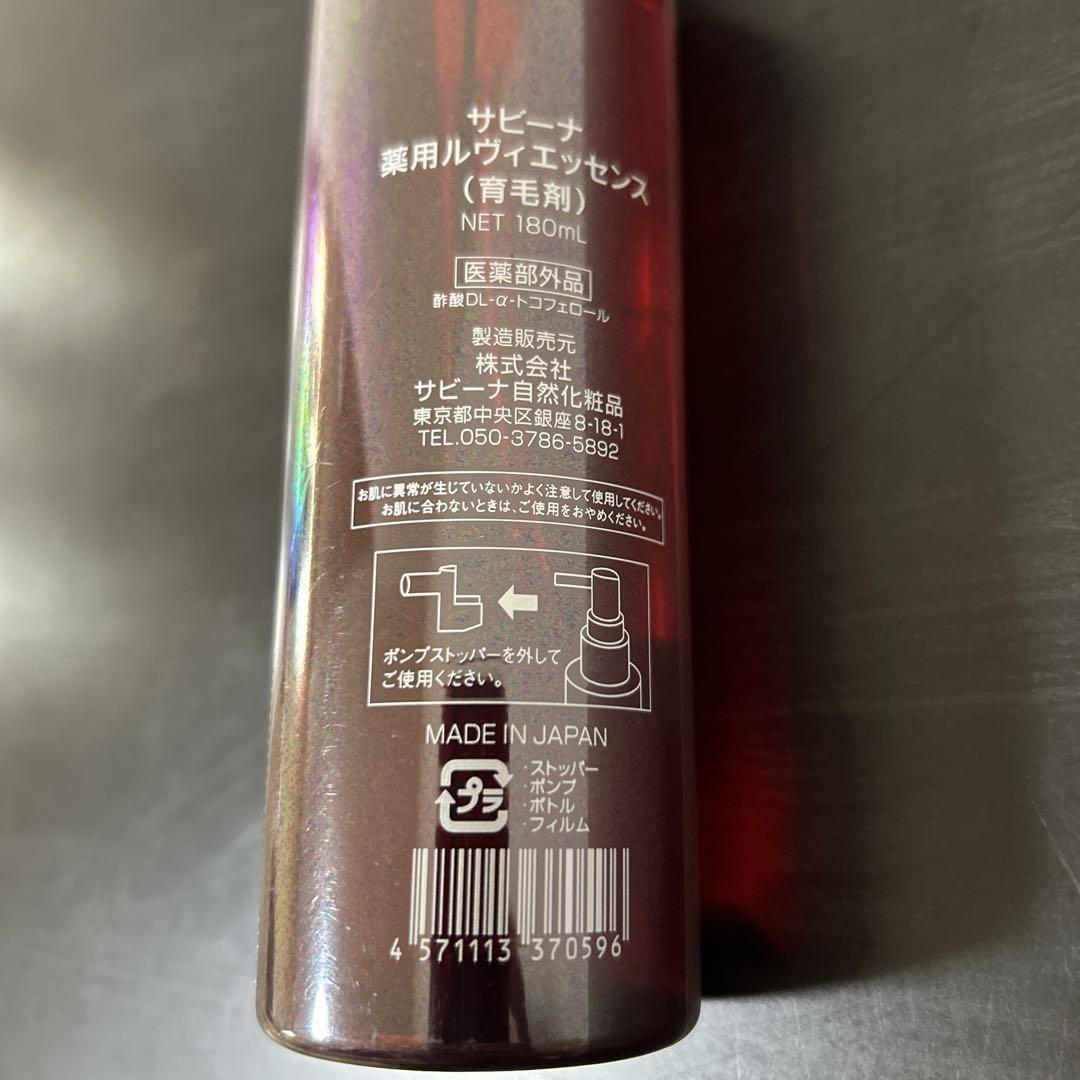 サビーナ
薬用ルヴィエッセンス
(育毛剤)
NET 180mL
医薬部外品
酢酸DL-α-トコフェロール
製造販売元
株式会社
サビーナ自然化粧品
東京都中央区銀座8-18-1
TEL.050-3786-5892
お肌に異常が生じていないかよく注意して使用してください。
お肌に合わないときは、ご使用をおやめください。
ポンプストッパーを外して
ご使用ください。
MADE IN JAPAN
プラ
・ストッパー
・ポンプ
・ボトル
・フィルム
4 571113 370596